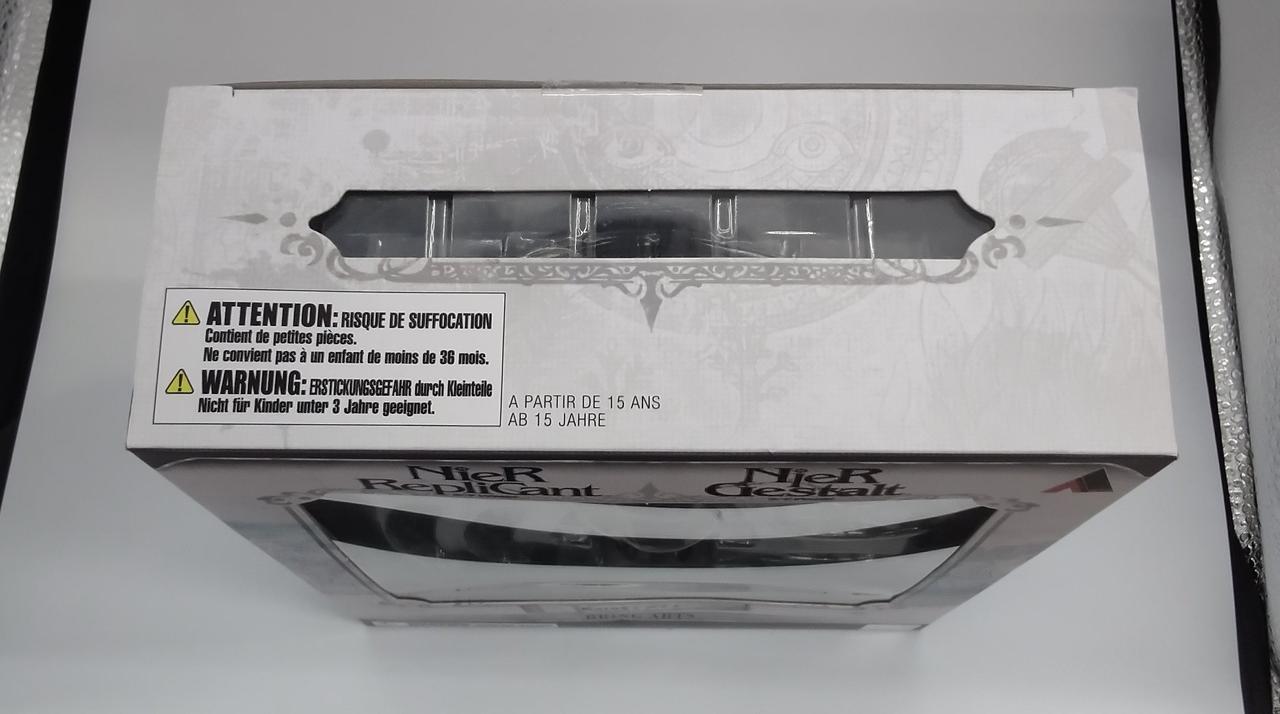 ATTENTION: RISQUE DE SUFFOCATION
Contient de petites pièces.
Ne convient pas à un enfant de moins de 36 mois.
WARNUNG: ERSTICKUNGSGEFAHR durch Kleinteile
Nicht für Kinder unter 3 Jahre geeignet.
A PARTIR DE 15 ANS
AB 15 JAHRE
NieR RepliCant
NieR Gestalt
BRING ARTS